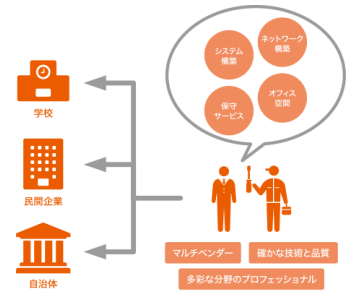 システム
構築
ネットワーク
構築
保守
サービス
オフィス
空間
学校
民間企業
自治体
マルチベンダー
確かな技術と品質
多彩な分野のプロフェッショナル